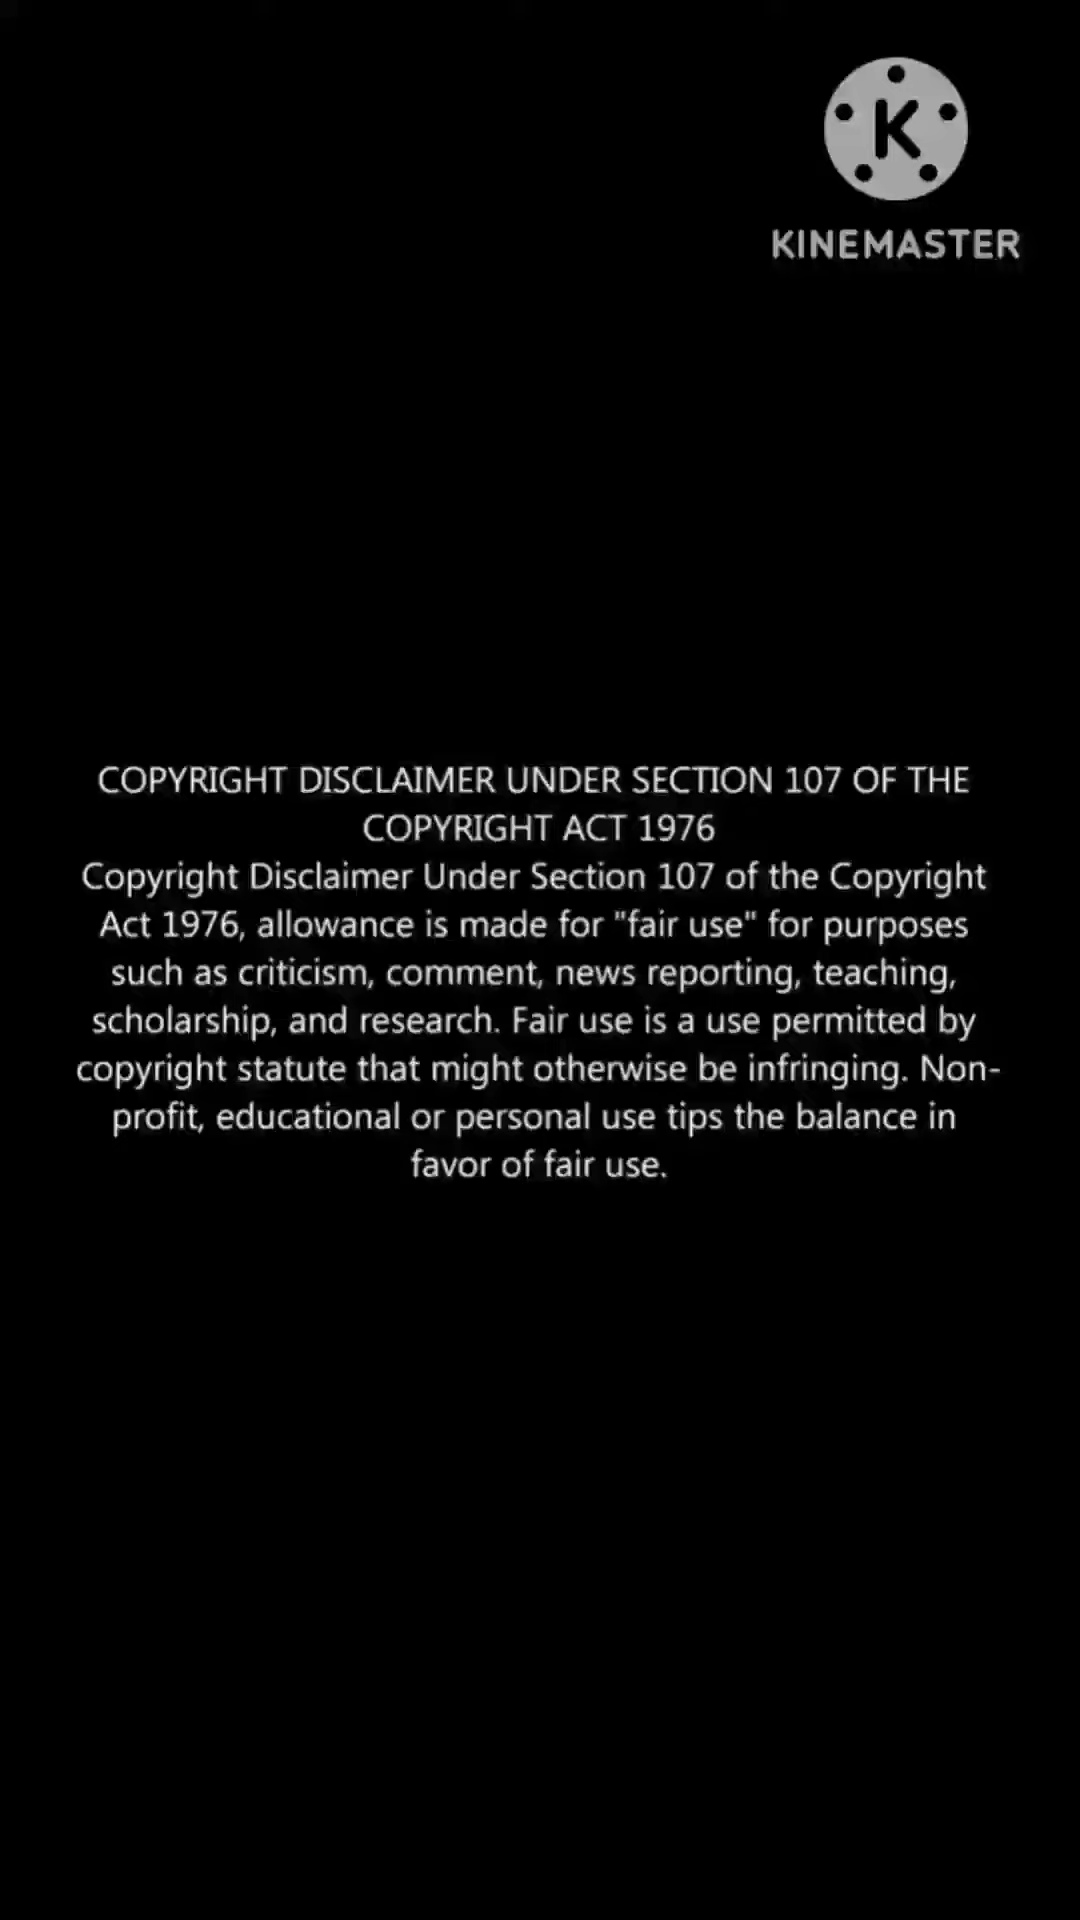 K
KINEMASTER
COPYRIGHT DISCLAIMER UNDER SECTION 107 OF THE
COPYRIGHT ACT 1976
Copyright Disclaimer Under Section 107 of the Copyright
Act 1976, allowance is made for "fair use" for purposes
such as criticism, comment, news reporting, teaching,
scholarship, and research. Fair use is a use permitted by
copyright statute that might otherwise be infringing. Non-
profit, educational or personal use tips the balance in
favor of fair use.